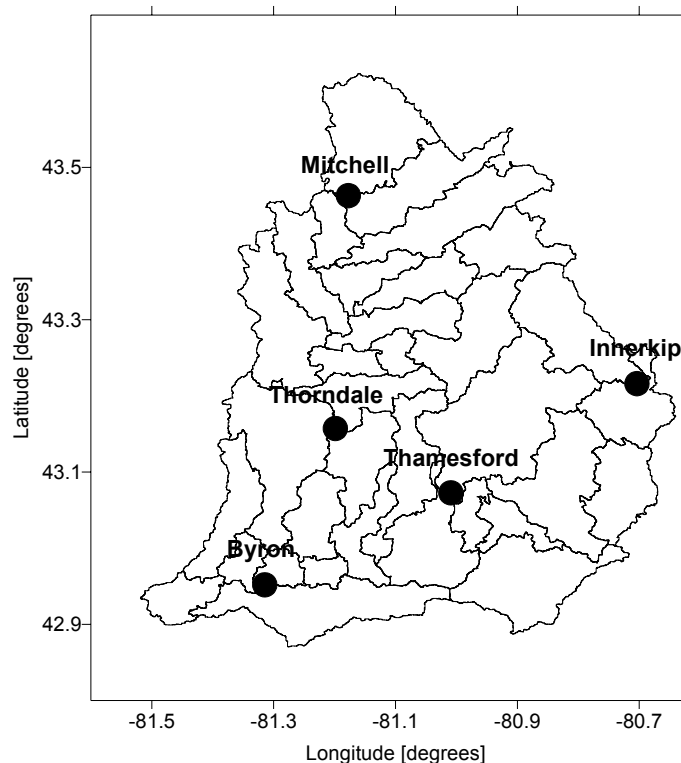 Mitchell
43.5
43.3
Innerkip
Latitude [degrees]
Thorndale
Thamesford
43.1
Byron
42.9
-81.5 -81.3 -81.1 -80.9 -80.7
Longitude [degrees]